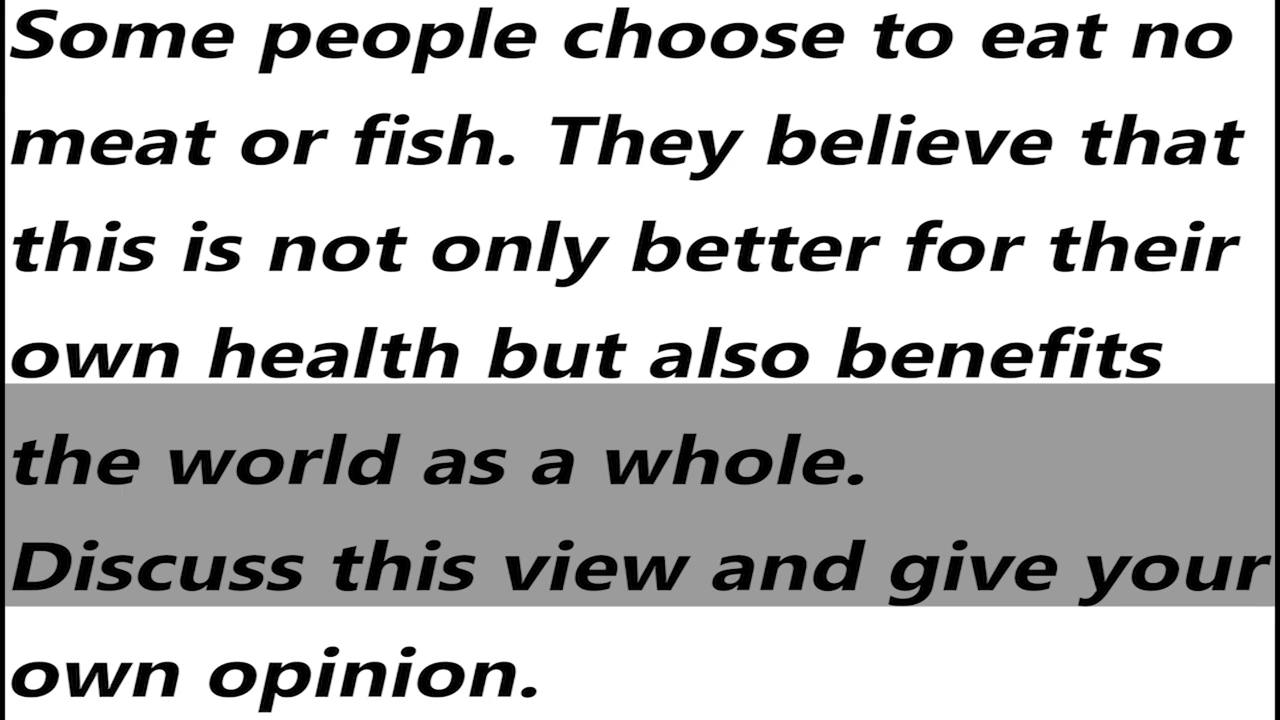 Some people choose to eat no
meat or fish. They believe that
this is not only better for their
own health but also benefits
the world as a whole.
Discuss this view and give your
own opinion.